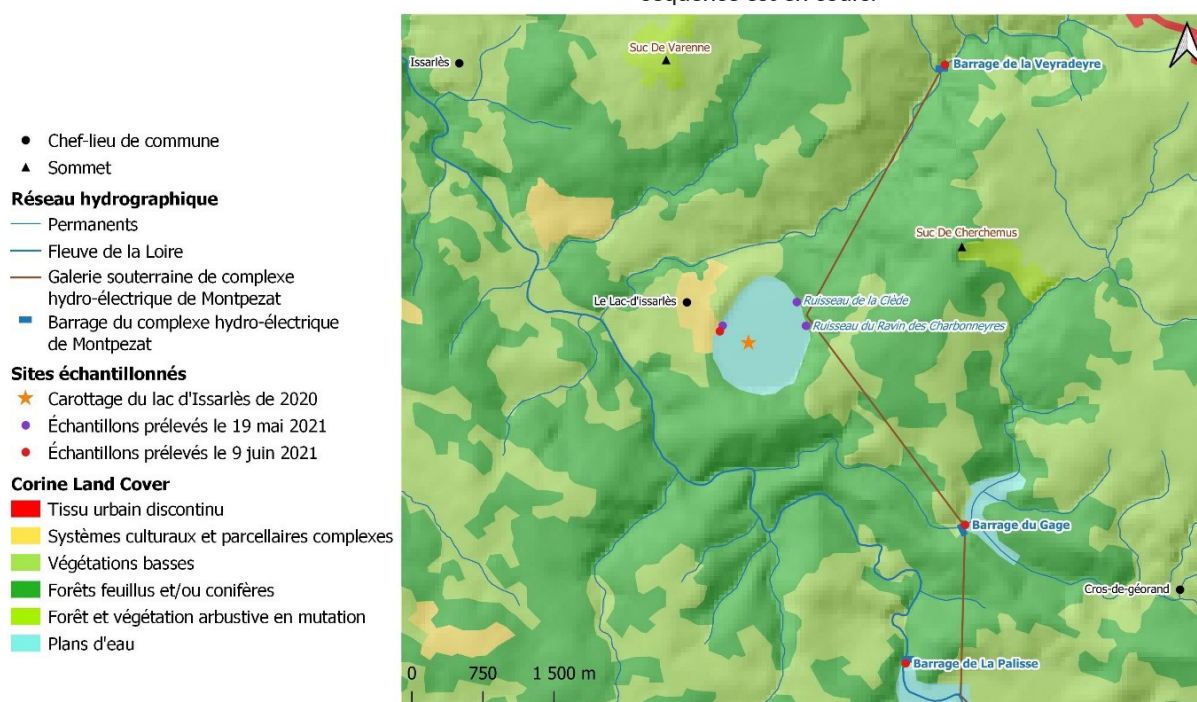 séquence est en cours.
Chef-lieu de commune
Sommet
Réseau hydrographique
Permanents
Fleuve de la Loire
Galerie souterraine de complexe
hydro-électrique de Montpezat
Barrage du complexe hydro-électrique
de Montpezat
Sites échantillonnés
Carottage du lac d'Issarlès de 2020
Échantillons prélevés le 19 mai 2021
Échantillons prélevés le 9 juin 2021
Corine Land Cover
Tissu urbain discontinu
Systèmes culturaux et parcellaires complexes
Végétations basses
Forêts feuillus et/ou conifères
Forêt et végétation arbustive en mutation
Plans d'eau
Issarlès
Suc De Varenne
Barrage de la Veyradeyre
Suc De Cherchemus
Le Lac-d'issarlès
Ruisseau de la Clède
Ruisseau du Ravin des Charbonneyres
Barrage du Gage
Cros-de-géorand
Barrage de La Palisse
0 750 1 500 m